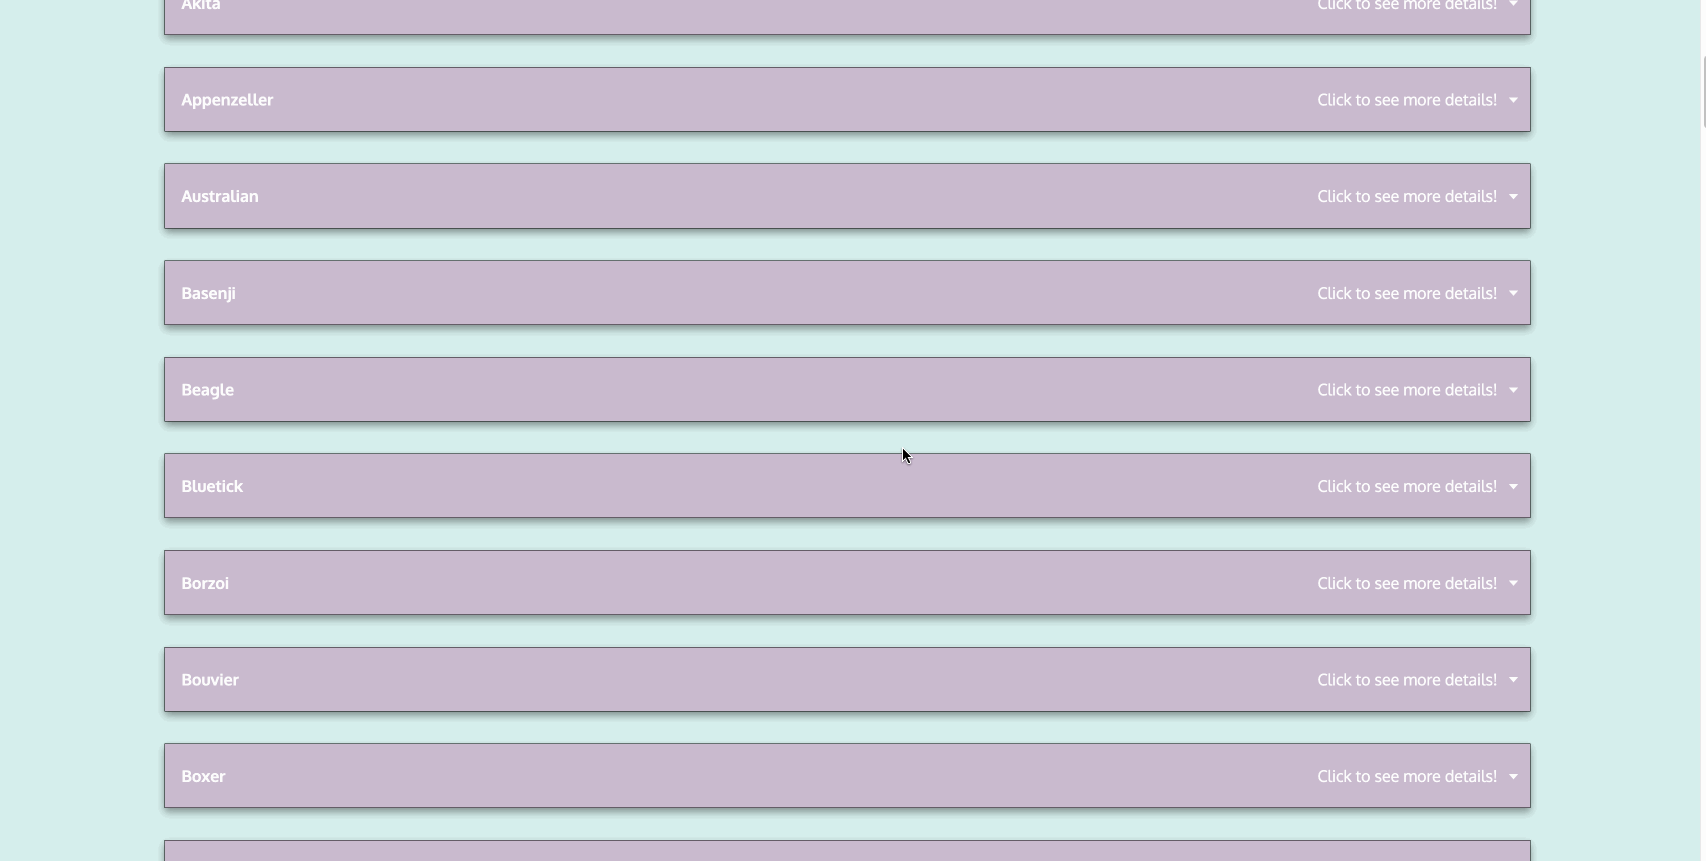 Akita Click to see more details!
Appenzeller Click to see more details!
Australian Click to see more details!
Basenji Click to see more details!
Beagle Click to see more details!
Bluetick Click to see more details!
Borzoi Click to see more details!
Bouvier Click to see more details!
Boxer Click to see more details!